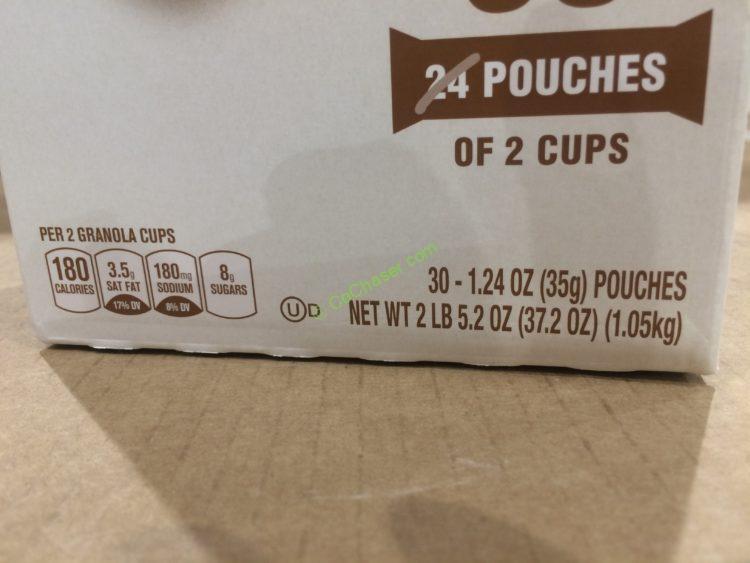 24 POUCHES
OF 2 CUPS
PER 2 GRANOLA CUPS
180
CALORIES
3.5g
SAT FAT
17% DV
180mg
SODIUM
8% DV
8g
SUGARS
U D
© CoChaser.com
30 - 1.24 OZ (35g) POUCHES
NET WT 2 LB 5.2 OZ (37.2 OZ) (1.05kg)